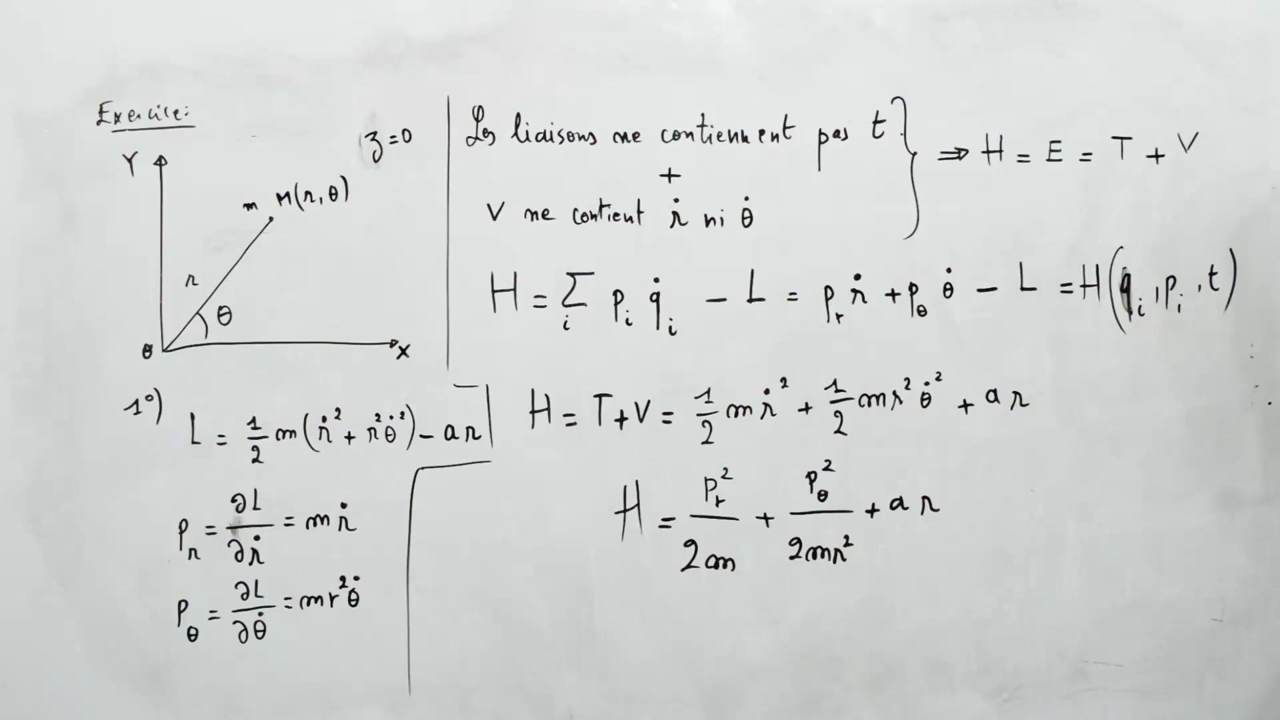 Exercice:
z=0
Y
m M(r,θ)
r
θ
O
X
1°)
L = 1/2 m(ṙ² + r²θ̇²) - ar
p_r = ∂L/∂ṙ = mṙ
p_θ = ∂L/∂θ̇ = mr²θ̇
Les liaisons ne contiennent pas t
+
V ne contient ṙ ni θ̇
} ⇒ H = E = T + V
H = Σ_i p_i q̇_i - L = p_r ṙ + p_θ θ̇ - L = H(q_i, p_i, t)
H = T+V = 1/2 mṙ² + 1/2 mr²θ̇² + ar
H = p_r²/2m + p_θ²/2mr² + ar